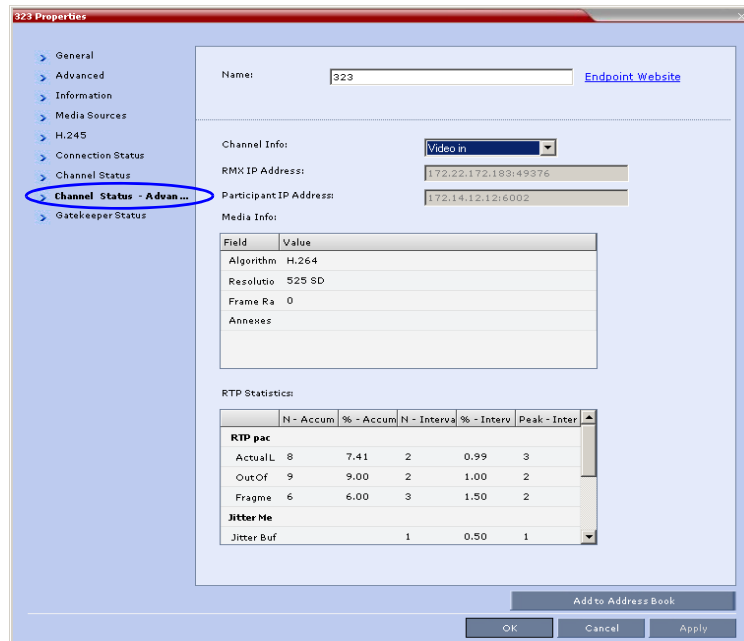 323 Properties
General
Advanced
Information
Media Sources
H.245
Connection Status
Channel Status
Channel Status - Advan ...
Gatekeeper Status
Name: 323 Endpoint Website
Channel Info: Video in
RMX IP Address: 172.22.172.183:49376
Participant IP Address: 172.14.12.12:6002
Media Info:
Field Value
Algorithm H.264
Resolutio 525 SD
Frame Ra 0
Annexes
RTP Statistics:
N - Accum % - Accum N - Interva % - Interv Peak - Inter
RTP pac
ActualL 8 7.41 2 0.99 3
OutOf 9 9.00 2 1.00 2
Fragme 6 6.00 3 1.50 2
Jitter Me
Jitter Buf 1 0.50 1
Add to Address Book
OK Cancel Apply